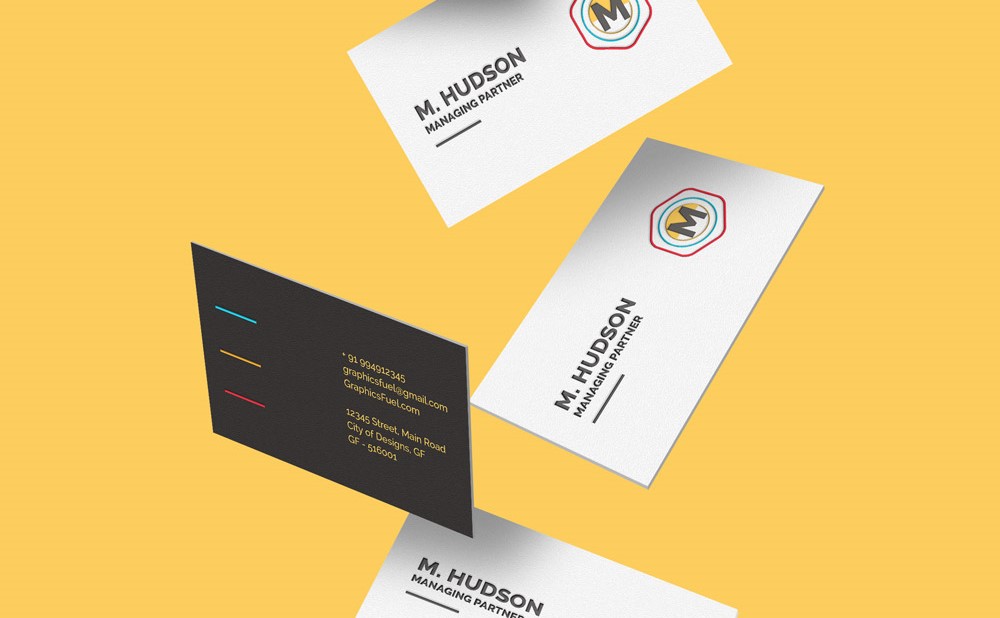 M
M. HUDSON
MANAGING PARTNER
M
M. HUDSON
MANAGING PARTNER
+ 91 994912345
graphicsfuel@gmail.com
GraphicsFuel.com
12345 Street, Main Road
City of Designs, GF
GF - 516001
M. HUDSON
MANAGING PARTNER